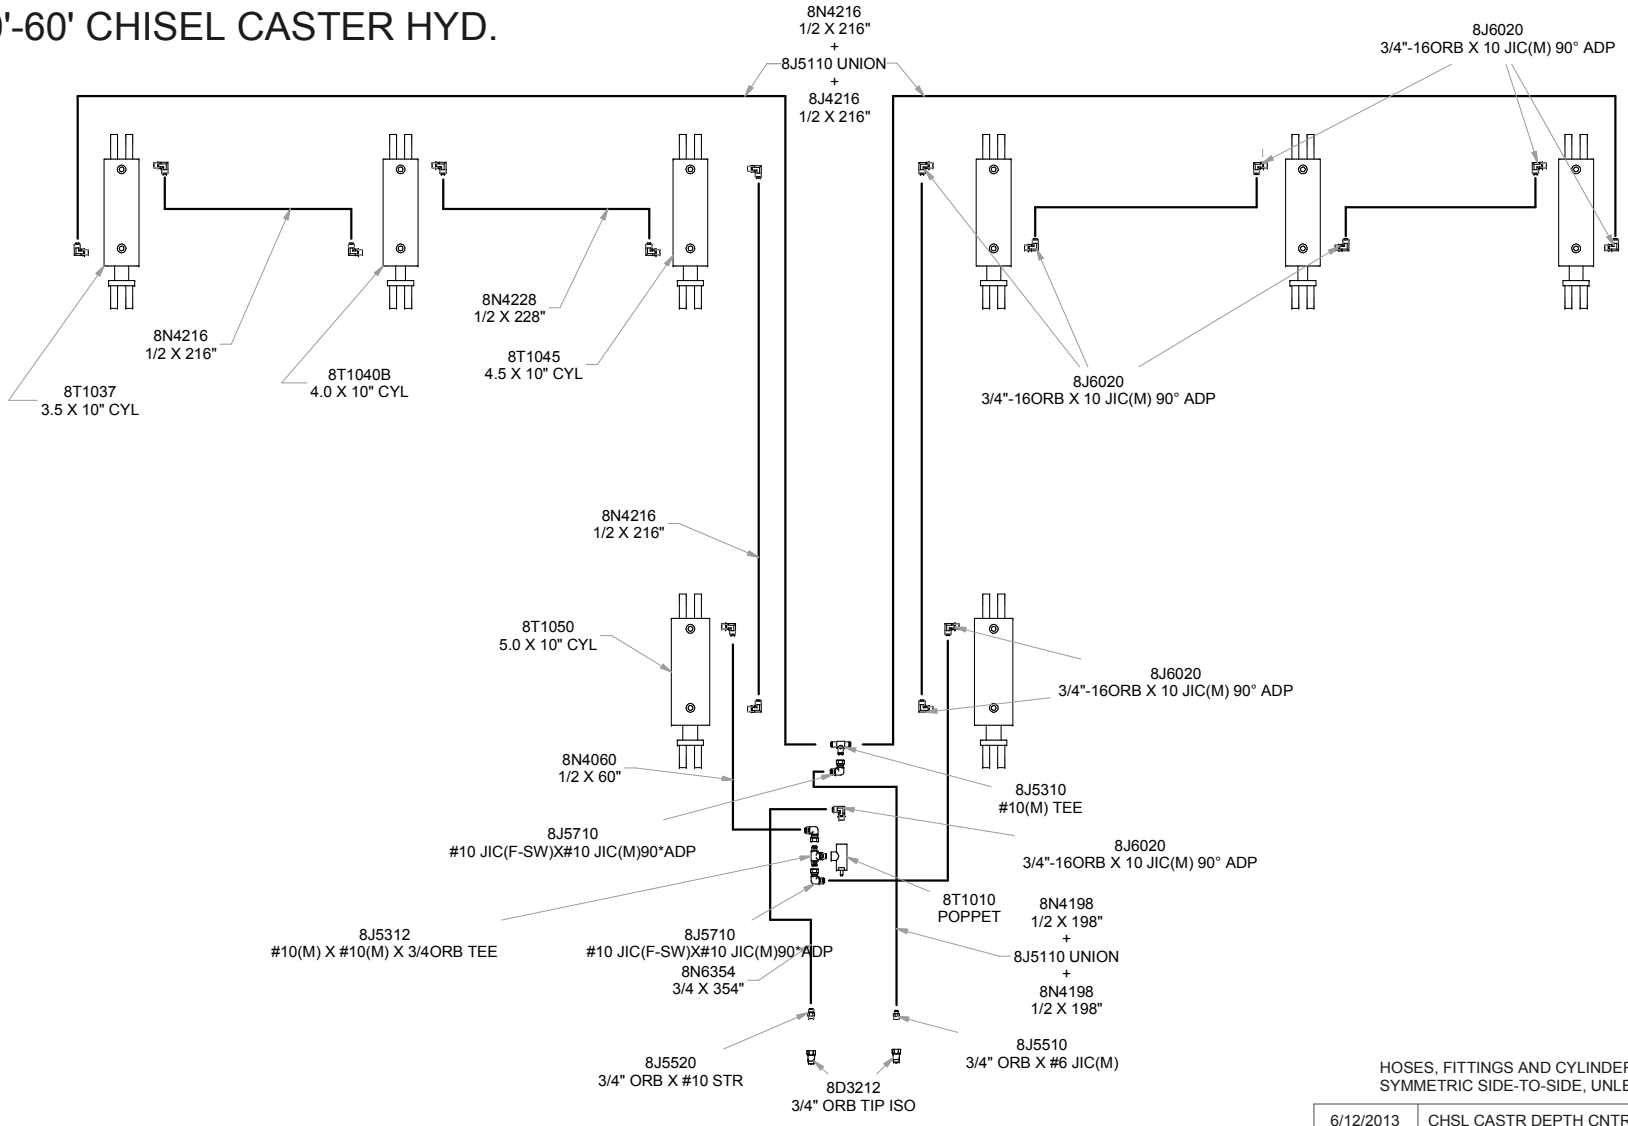 '-60' CHISEL CASTER HYD.
8N4216
1/2 X 216"
+
8J5110 UNION
+
8J4216
1/2 X 216"
8J6020
3/4"-16ORB X 10 JIC(M) 90° ADP
8N4216
1/2 X 216"
8T1037
3.5 X 10" CYL
8T1040B
4.0 X 10" CYL
8N4228
1/2 X 228"
8T1045
4.5 X 10" CYL
8J6020
3/4"-16ORB X 10 JIC(M) 90° ADP
8N4216
1/2 X 216"
8T1050
5.0 X 10" CYL
8J6020
3/4"-16ORB X 10 JIC(M) 90° ADP
8N4060
1/2 X 60"
8J5310
#10(M) TEE
8J5710
#10 JIC(F-SW)X#10 JIC(M)90*ADP
8J6020
3/4"-16ORB X 10 JIC(M) 90° ADP
8T1010
POPPET
8J5312
#10(M) X #10(M) X 3/4ORB TEE
8J5710
#10 JIC(F-SW)X#10 JIC(M)90*ADP
8N6354
3/4 X 354"
8N4198
1/2 X 198"
+
8J5110 UNION
+
8N4198
1/2 X 198"
8J5520
3/4" ORB X #10 STR
8J5510
3/4" ORB X #6 JIC(M)
8D3212
3/4" ORB TIP ISO
HOSES, FITTINGS AND CYLINDER
SYMMETRIC SIDE-TO-SIDE, UNLE
6/12/2013 CHSL CASTR DEPTH CNTR